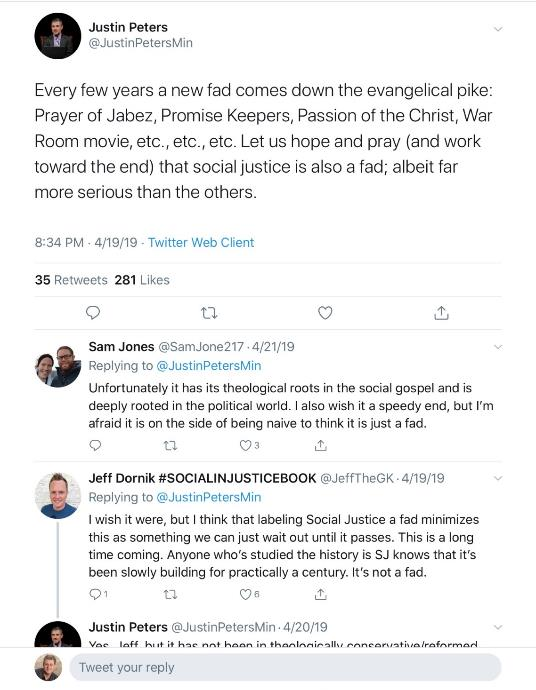 Justin Peters
@JustinPetersMin
Every few years a new fad comes down the evangelical pike:
Prayer of Jabez, Promise Keepers, Passion of the Christ, War
Room movie, etc., etc., etc. Let us hope and pray (and work
toward the end) that social justice is also a fad; albeit far
more serious than the others.
8:34 PM · 4/19/19 · Twitter Web Client
35 Retweets 281 Likes
Sam Jones @SamJone217 · 4/21/19
Replying to @JustinPetersMin
Unfortunately it has its theological roots in the social gospel and is
deeply rooted in the political world. I also wish it a speedy end, but I'm
afraid it is on the side of being naive to think it is just a fad.
3
Jeff Dornik #SOCIALINJUSTICEBOOK @JeffTheGK · 4/19/19
Replying to @JustinPetersMin
I wish it were, but I think that labeling Social Justice a fad minimizes
this as something we can just wait out until it passes. This is a long
time coming. Anyone who's studied the history is SJ knows that it's
been slowly building for practically a century. It's not a fad.
1 6
Justin Peters @JustinPetersMin · 4/20/19
Yes, Jeff, but it has not been in theologically conservative/reformed
Tweet your reply